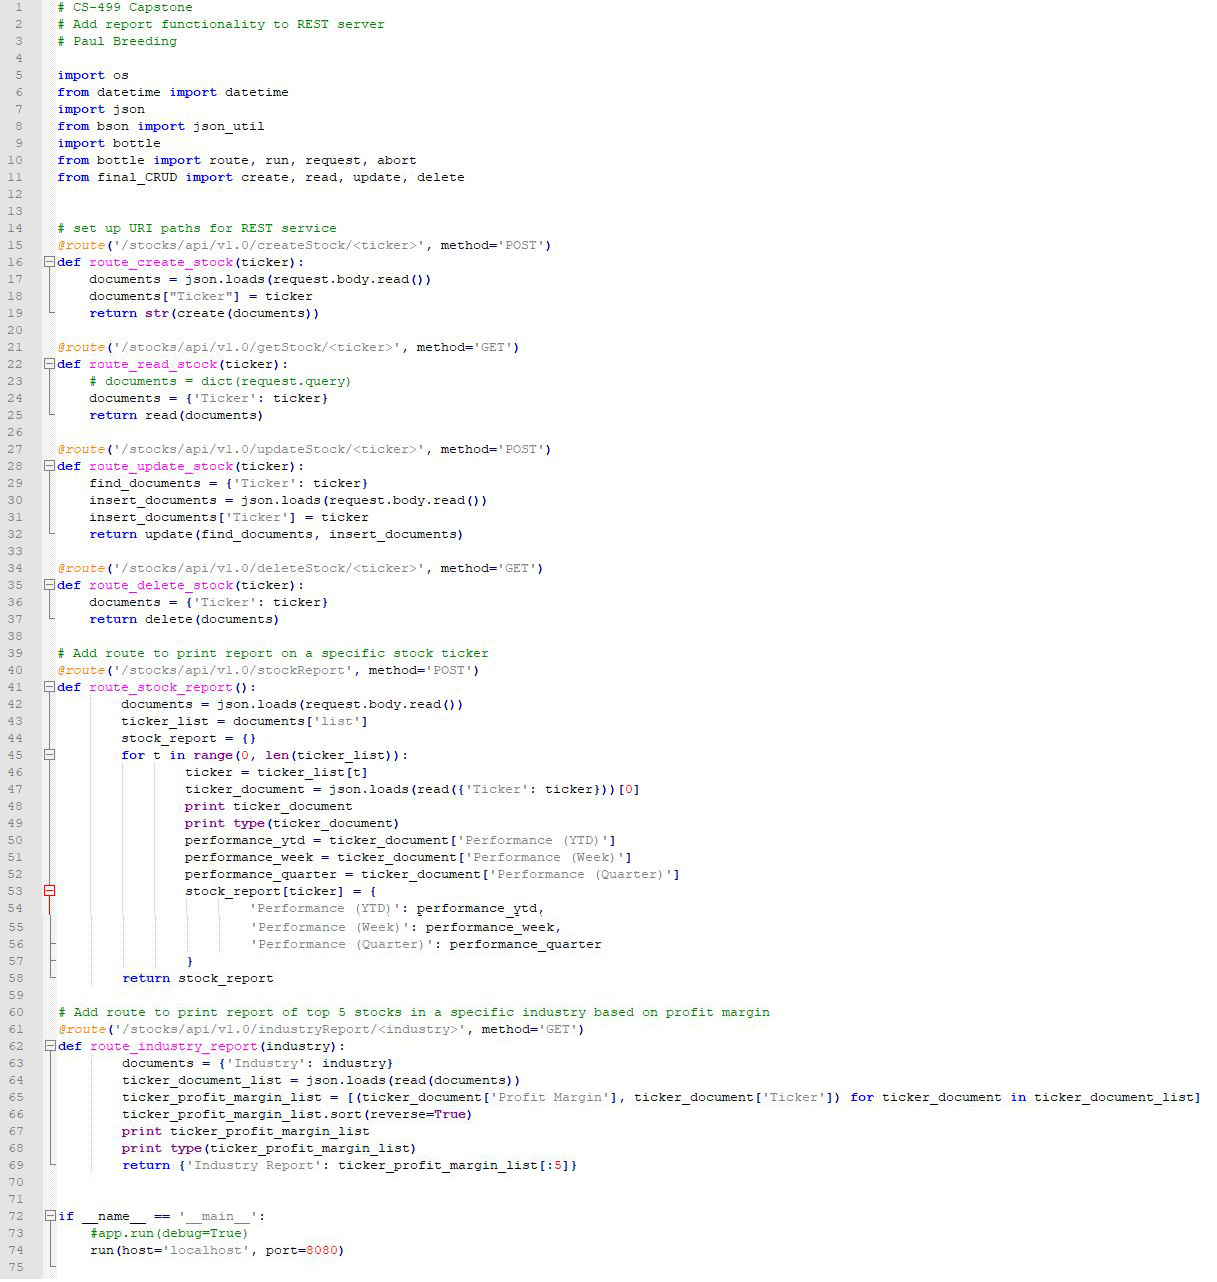 1 # CS-499 Capstone
2 # Add report functionality to REST server
3 # Paul Breeding
4
5 import os
6 from datetime import datetime
7 import json
8 from bson import json_util
9 import bottle
10 from bottle import route, run, request, abort
11 from final_CRUD import create, read, update, delete
12
13
14 # set up URI paths for REST service
15 @route('/stocks/api/v1.0/createStock/<ticker>', method='POST')
16 def route_create_stock(ticker):
17     documents = json.loads(request.body.read())
18     documents["Ticker"] = ticker
19     return str(create(documents))
20
21 @route('/stocks/api/v1.0/getStock/<ticker>', method='GET')
22 def route_read_stock(ticker):
23     # documents = dict(request.query)
24     documents = {'Ticker': ticker}
25     return read(documents)
26
27 @route('/stocks/api/v1.0/updateStock/<ticker>', method='POST')
28 def route_update_stock(ticker):
29     find_documents = {'Ticker': ticker}
30     insert_documents = json.loads(request.body.read())
31     insert_documents['Ticker'] = ticker
32     return update(find_documents, insert_documents)
33
34 @route('/stocks/api/v1.0/deleteStock/<ticker>', method='GET')
35 def route_delete_stock(ticker):
36     documents = {'Ticker': ticker}
37     return delete(documents)
38
39 # Add route to print report on a specific stock ticker
40 @route('/stocks/api/v1.0/stockReport', method='POST')
41 def route_stock_report():
42         documents = json.loads(request.body.read())
43         ticker_list = documents['list']
44         stock_report = {}
45         for t in range(0, len(ticker_list)):
46                 ticker = ticker_list[t]
47                 ticker_document = json.loads(read({'Ticker': ticker}))[0]
48                 print ticker_document
49                 print type(ticker_document)
50                 performance_ytd = ticker_document['Performance (YTD)']
51                 performance_week = ticker_document['Performance (Week)']
52                 performance_quarter = ticker_document['Performance (Quarter)']
53                 stock_report[ticker] = {
54                         'Performance (YTD)': performance_ytd,
55                         'Performance (Week)': performance_week,
56                         'Performance (Quarter)': performance_quarter
57                 }
58         return stock_report
59
60 # Add route to print report of top 5 stocks in a specific industry based on profit margin
61 @route('/stocks/api/v1.0/industryReport/<industry>', method='GET')
62 def route_industry_report(industry):
63         documents = {'Industry': industry}
64         ticker_document_list = json.loads(read(documents))
65         ticker_profit_margin_list = [(ticker_document['Profit Margin'], ticker_document['Ticker']) for ticker_document in ticker_document_list]
66         ticker_profit_margin_list.sort(reverse=True)
67         print ticker_profit_margin_list
68         print type(ticker_profit_margin_list)
69         return {'Industry Report': ticker_profit_margin_list[:5]}
70
71
72 if __name__ == '__main__':
73     #app.run(debug=True)
74     run(host='localhost', port=8080)
75